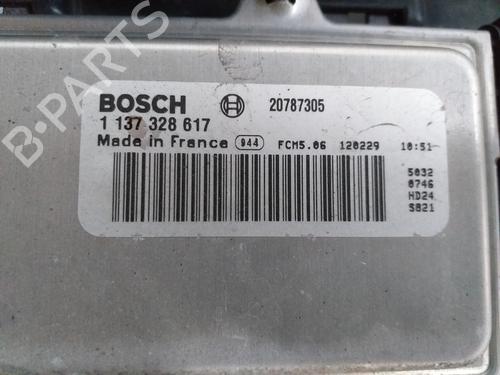 BOSCH 20787305
1 137 328 617
Made in France 944 FCM5.06 120229 10:51
5032
0746
HD24
S821
B-PARTS